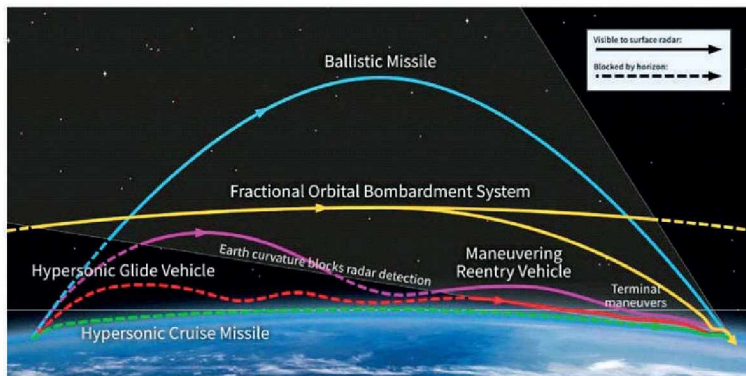 Visible to surface radar:
Blocked by horizon:
Ballistic Missile
Fractional Orbital Bombardment System
Earth curvature blocks radar detection
Hypersonic Glide Vehicle
Maneuvering
Reentry Vehicle
Terminal
maneuvers
Hypersonic Cruise Missile